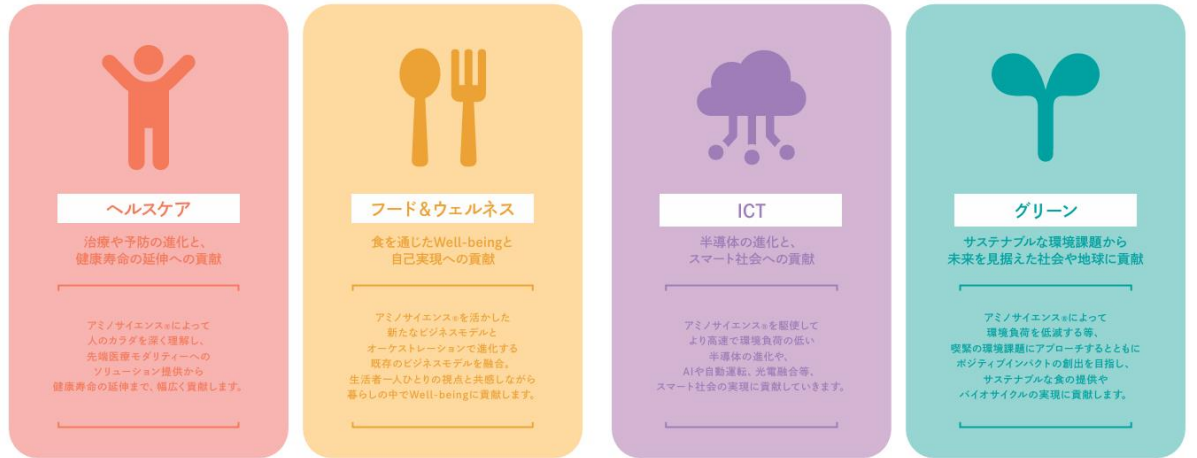 ヘルスケア
治療や予防の進化と、
健康寿命の延伸への貢献
アミノサイエンス®によって
人のカラダを深く理解し、
先端医療モダリティーへの
ソリューション提供から
健康寿命の延伸まで、幅広く貢献します。
フード&ウェルネス
食を通じたWell-beingと
自己実現への貢献
アミノサイエンス®を活かした
新たなビジネスモデルと
オーケストレーションで進化する
既存のビジネスモデルを融合。
生活者一人ひとりの視点と共感しながら
暮らしの中でWell-beingに貢献します。
ICT
半導体の進化と、
スマート社会への貢献
アミノサイエンス®を駆使して
より高速で環境負荷の低い
半導体の進化や、
AIや自動運転、光電融合等、
スマート社会の実現に貢献していきます。
グリーン
サステナブルな環境課題から
未来を見据えた社会や地球に貢献
アミノサイエンス®によって
環境負荷を低減する等、
喫緊の環境課題にアプローチするとともに
ポジティブインパクトの創出を目指し、
サステナブルな食の提供や
バイオサイクルの実現に貢献します。